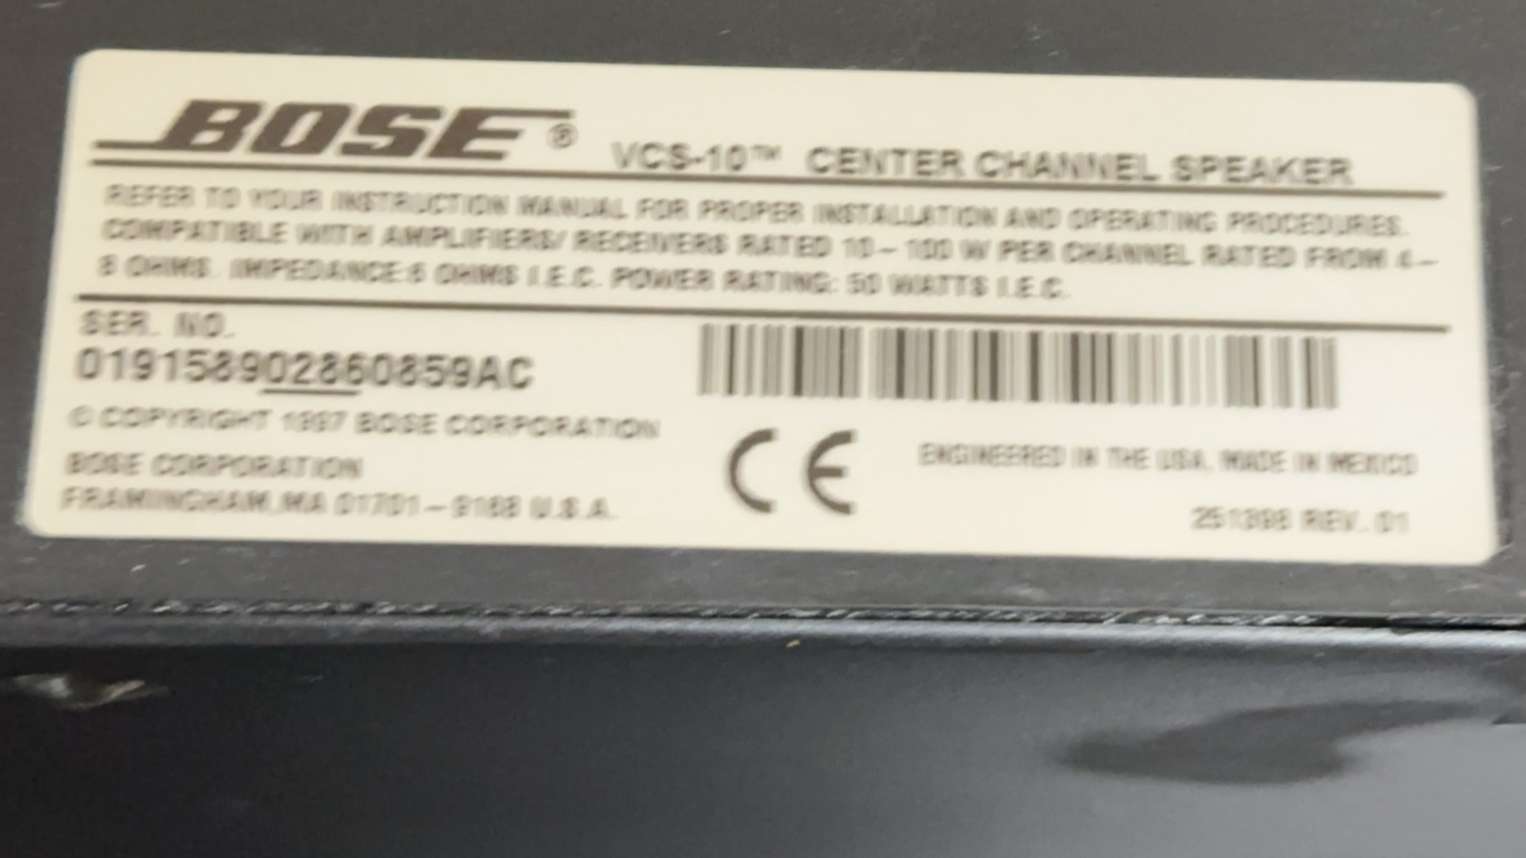 BOSE® VCS-10™ CENTER CHANNEL SPEAKER
REFER TO YOUR INSTRUCTION MANUAL FOR PROPER INSTALLATION AND OPERATING PROCEDURES.
COMPATIBLE WITH AMPLIFIERS/ RECEIVERS RATED 10-100 W PER CHANNEL RATED FROM 4-
8 OHMS. IMPEDANCE:6 OHMS I.E.C. POWER RATING: 50 WATTS I.E.C.
SER. NO.
019158902860859AC
© COPYRIGHT 1997 BOSE CORPORATION
BOSE CORPORATION
FRAMINGHAM,MA 01701-9168 U.S.A.
CE
ENGINEERED IN THE USA, MADE IN MEXICO
251398 REV. 01